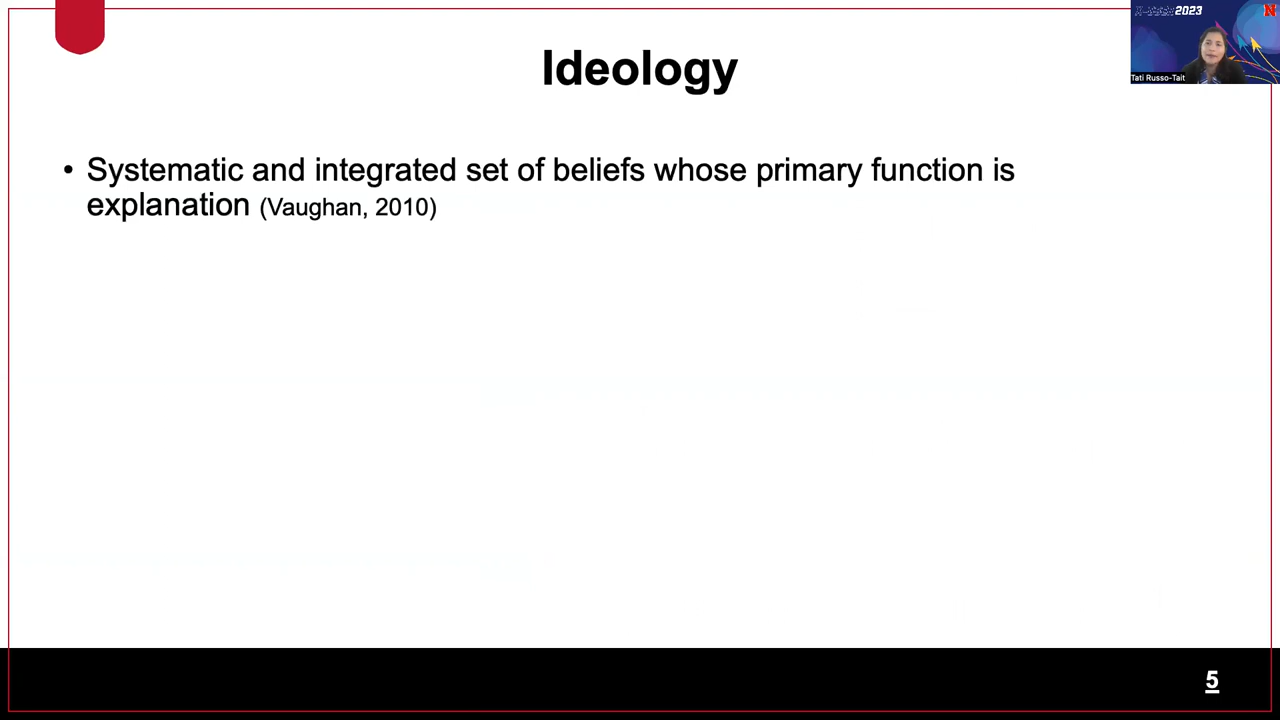 2023
N
Tati Russo-Tait
Ideology
• Systematic and integrated set of beliefs whose primary function is
explanation (Vaughan, 2010)
5